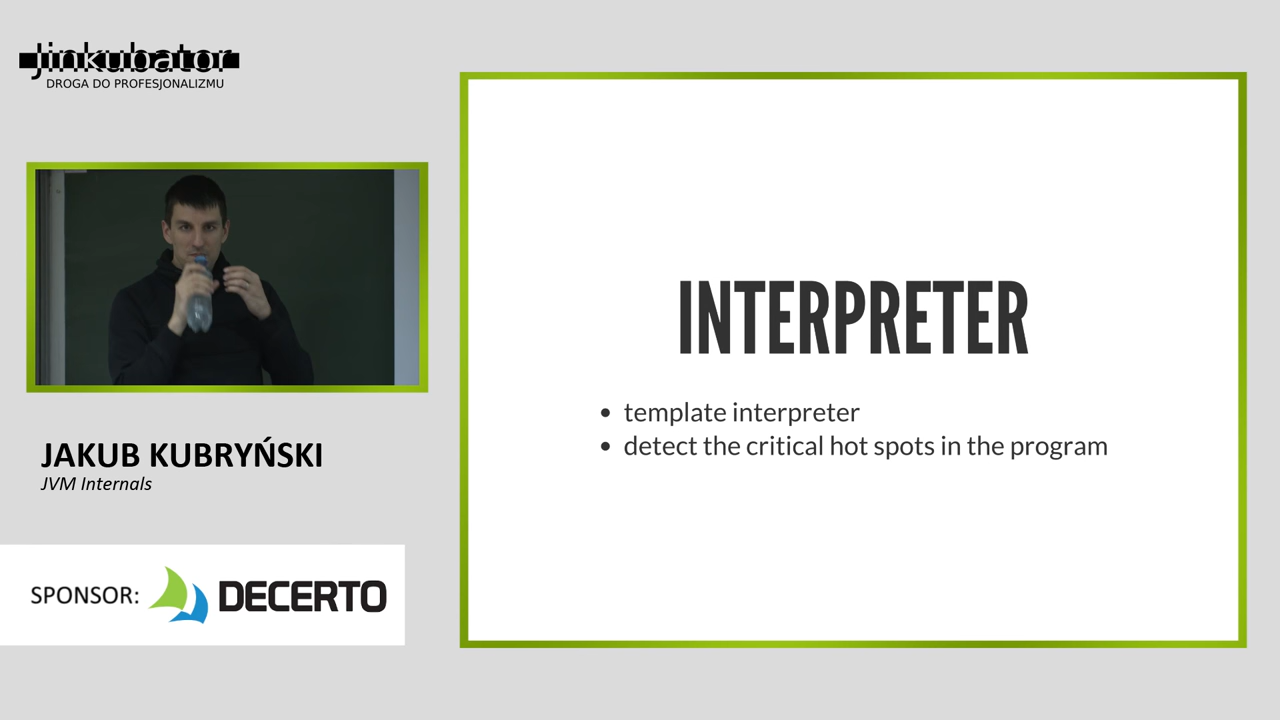 Jinkubator
DROGA DO PROFESJONALIZMU
JAKUB KUBRYŃSKI
JVM Internals
SPONSOR: DECERTO
INTERPRETER
• template interpreter
• detect the critical hot spots in the program